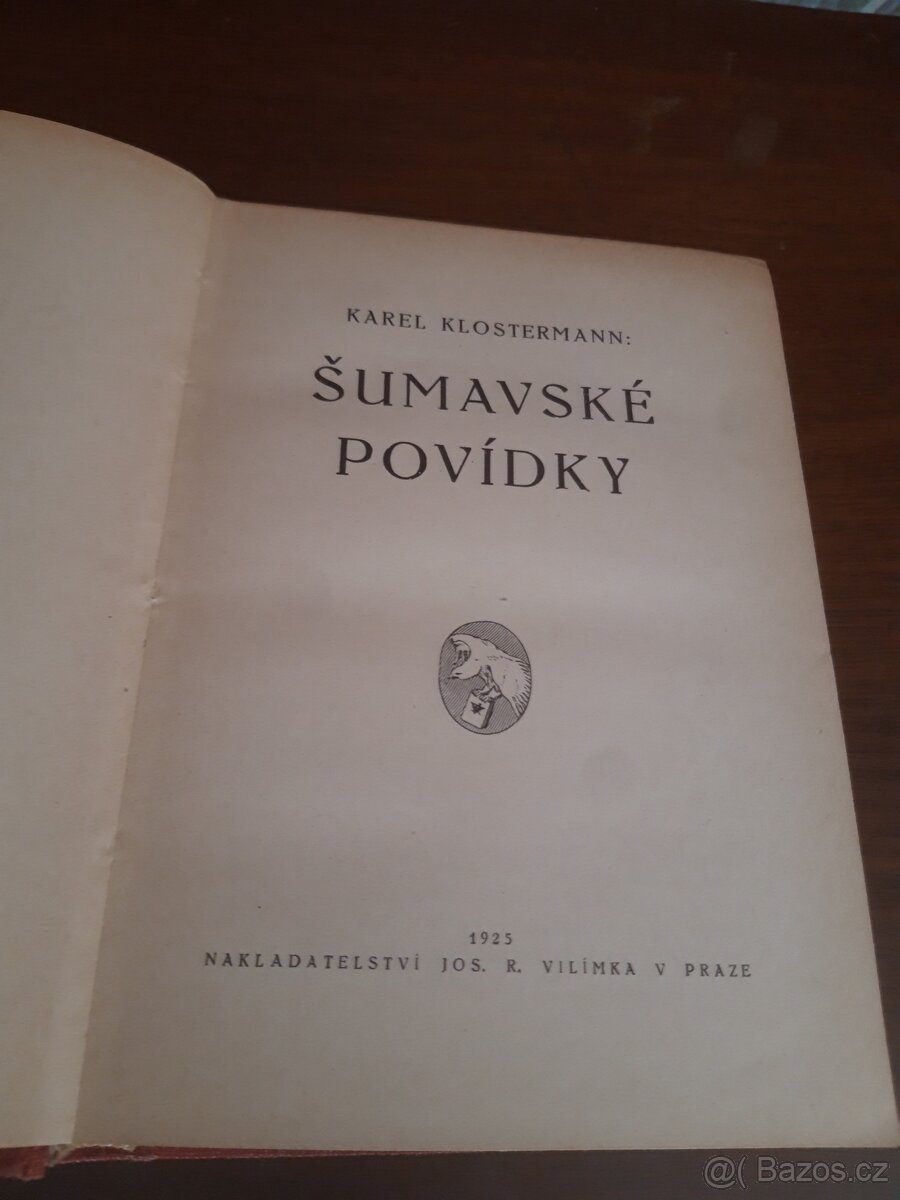 KAREL KLOSTERMANN:
ŠUMAVSKÉ
POVÍDKY
1925
NAKLADATELSTVÍ JOS. R. VILÍMKA V PRAZE
@( Bazos.cz